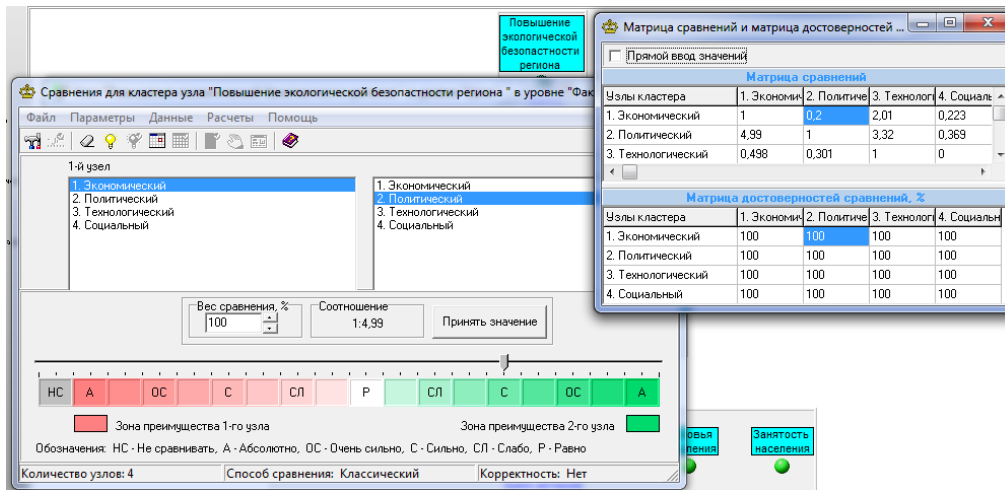 Повышение
экологической
безопастности
региона
Матрица сравнений и матрица достоверностей ...
Прямой ввод значений
Матрица сравнений
Узлы кластера 1. Экономи 2. Политиче 3. Технологи 4. Социаль
1. Экономический 1 0,2 2,01 0,223
2. Политический 4,99 1 3,32 0,369
3. Технологический 0,498 0,301 1 0
Матрица достоверностей сравнений, %
Узлы кластера 1. Экономи 2. Политиче 3. Технологи 4. Социальн
1. Экономический 100 100 100 100
2. Политический 100 100 100 100
3. Технологический 100 100 100 100
4. Социальный 100 100 100 100
Сравнения для кластера узла "Повышение экологической безопастности региона " в уровне "Фак
Файл Параметры Данные Расчеты Помощь
1-й узел
1. Экономический
2. Политический
3. Технологический
4. Социальный
1. Экономический
2. Политический
3. Технологический
4. Социальный
Вес сравнения, %
100
Соотношение
1:4,99
Принять значение
НС А ОС С СЛ Р СЛ С ОС А
Зона преимущества 1-го узла
Зона преимущества 2-го узла
Обозначения: НС - Не сравнивать, А - Абсолютно, ОС - Очень сильно, С - Сильно, СЛ - Слабо, Р - Равно
Количество узлов: 4 Способ сравнения: Классический Корректность: Нет
овья
ления
Занятость
населения